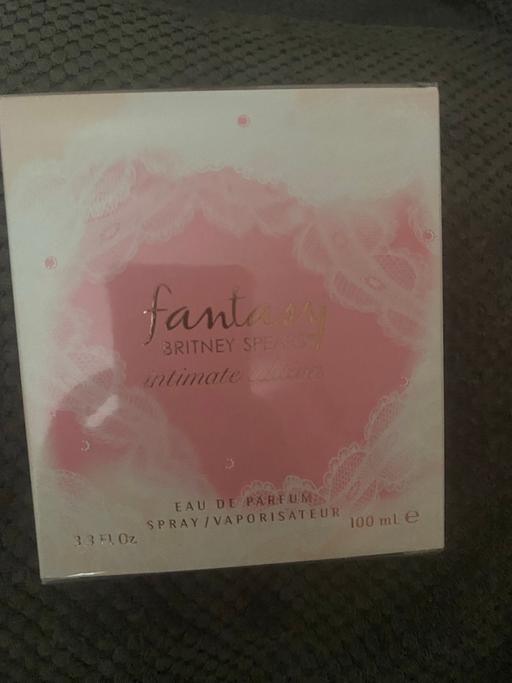 fantasy
BRITNEY SPEARS
intimate edition
EAU DE PARFUM
SPRAY/VAPORISATEUR
3.3 Fl. Oz
100 mL ℮